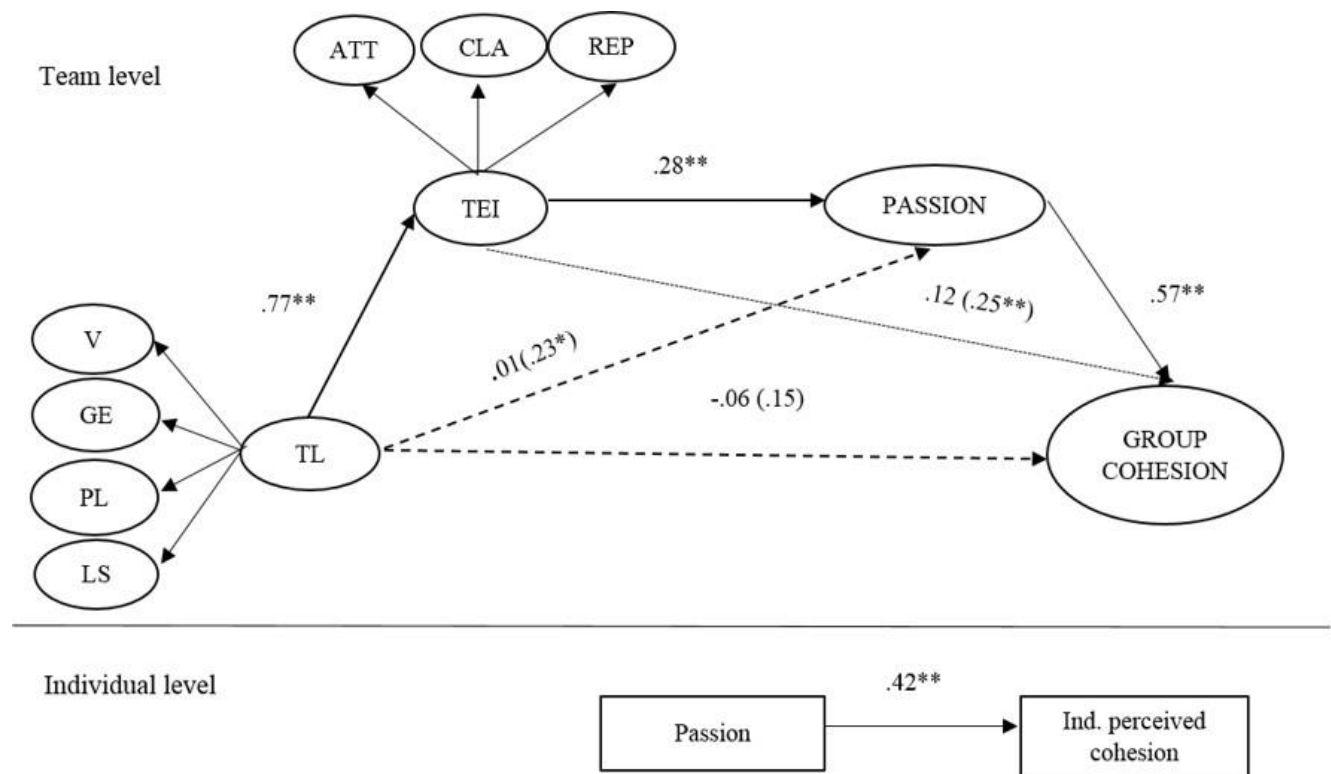 ATT
CLA
REP
Team level
.28**
TEI
PASSION
.77**
.12 (.25**)
.57**
V
.01(.23*)
GE
-.06 (.15)
TL
GROUP
COHESION
PL
LS
Individual level
.42**
Passion
Ind. perceived
cohesion